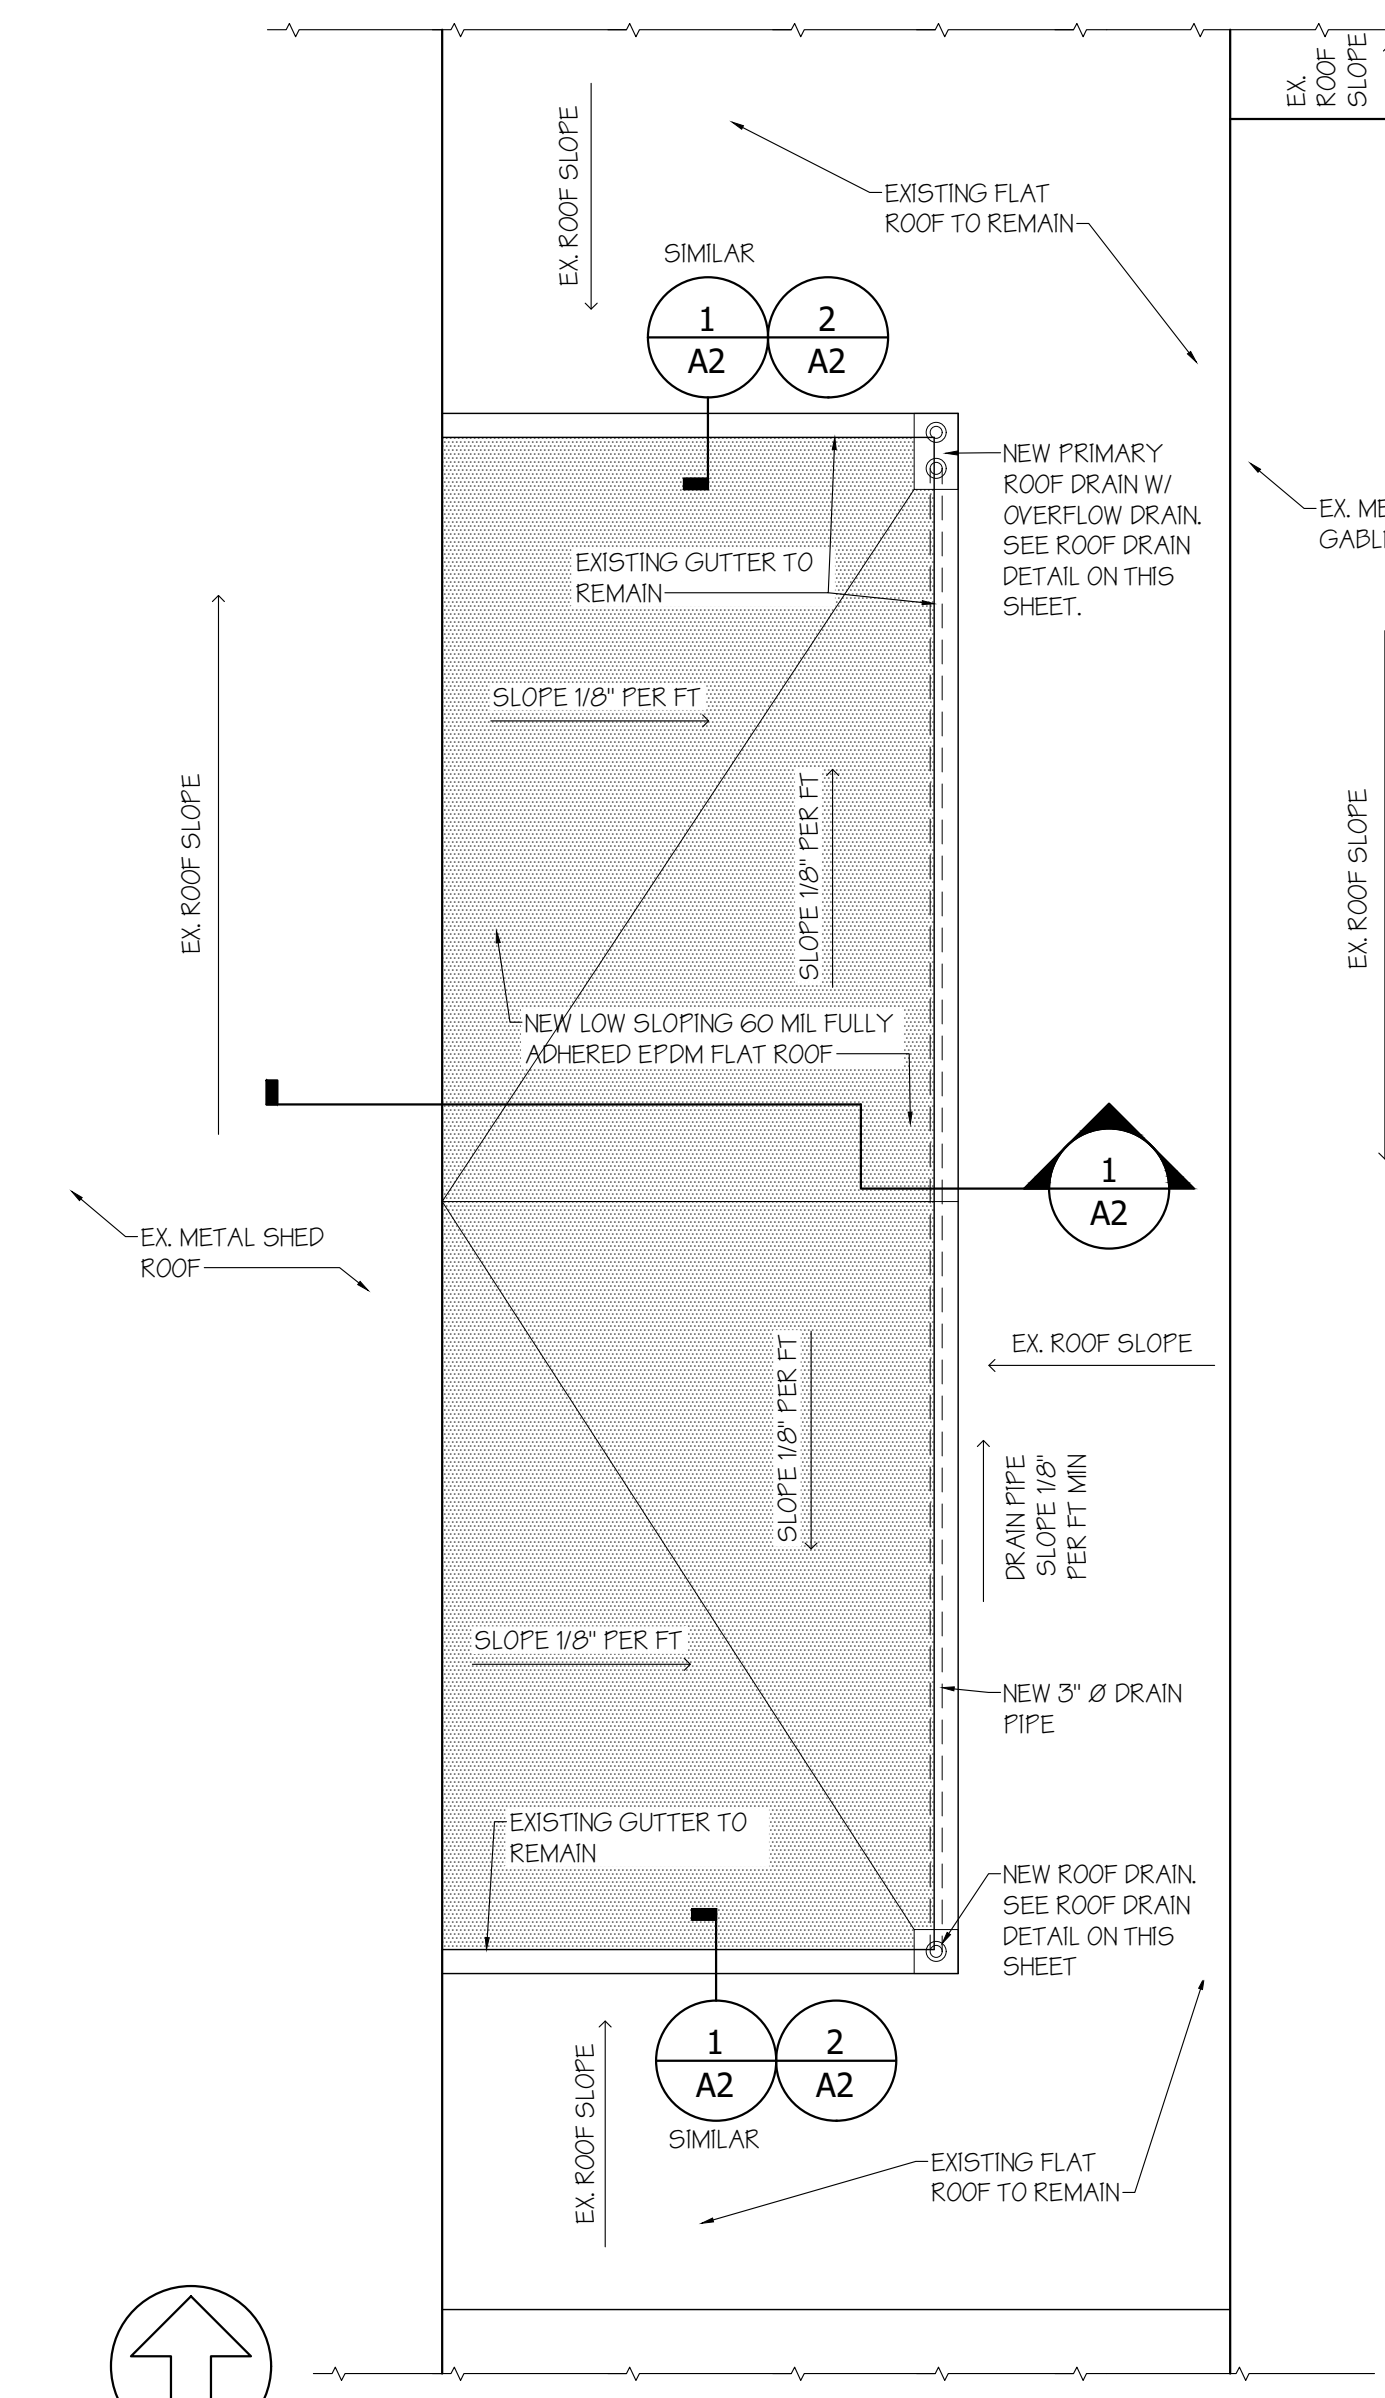 EX.
ROOF
SLOPE
EX. ROOF SLOPE
EXISTING FLAT
ROOF TO REMAIN
SIMILAR
1
A2
2
A2
NEW PRIMARY
ROOF DRAIN W/
OVERFLOW DRAIN.
SEE ROOF DRAIN
DETAIL ON THIS
SHEET.
EX. ME
GABL
EXISTING GUTTER TO
REMAIN
SLOPE 1/8" PER FT
SLOPE 1/8" PER FT
EX. ROOF SLOPE
EX. ROOF SLOPE
NEW LOW SLOPING 60 MIL FULLY
ADHERED EPDM FLAT ROOF
1
A2
EX. METAL SHED
ROOF
EX. ROOF SLOPE
SLOPE 1/8" PER FT
DRAIN PIPE
SLOPE 1/8"
PER FT MIN
SLOPE 1/8" PER FT
NEW 3" Ø DRAIN
PIPE
EXISTING GUTTER TO
REMAIN
NEW ROOF DRAIN.
SEE ROOF DRAIN
DETAIL ON THIS
SHEET
1
A2
2
A2
SIMILAR
EX. ROOF SLOPE
EXISTING FLAT
ROOF TO REMAIN